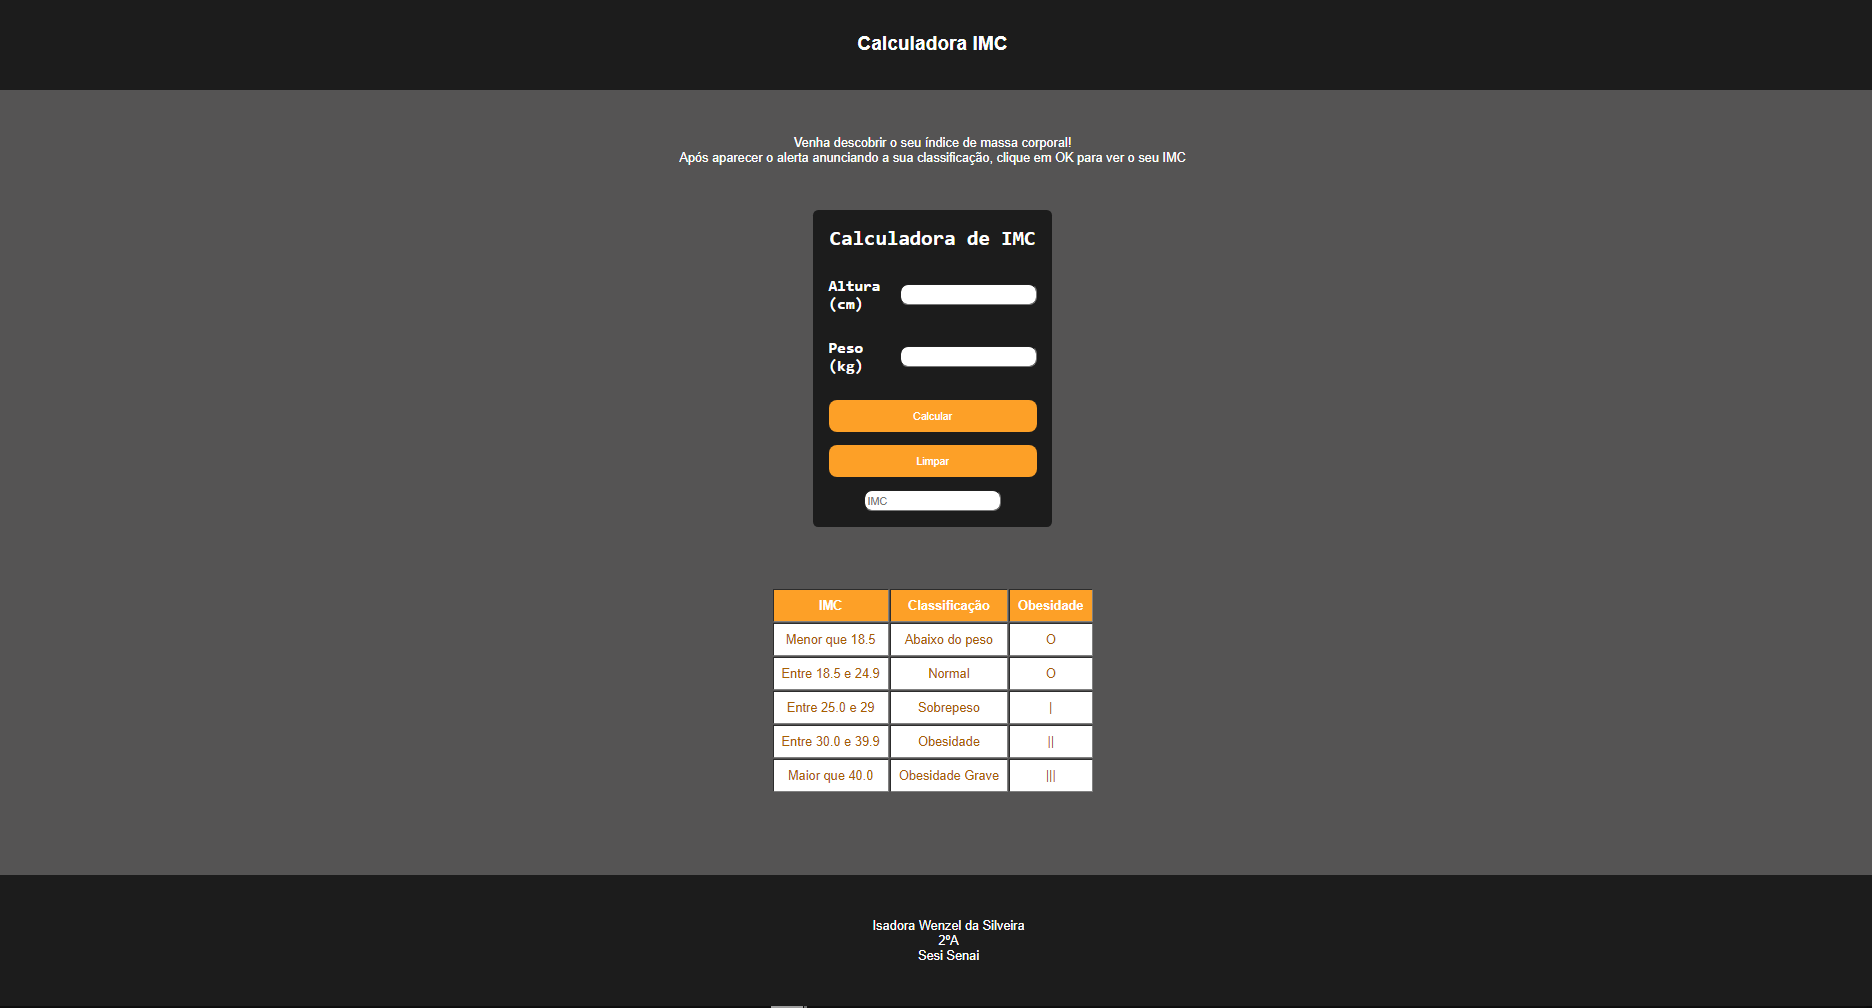 Calculadora IMC
Venha descobrir o seu índice de massa corporal!
Após aparecer o alerta anunciando a sua classificação, clique em OK para ver o seu IMC
Calculadora de IMC
Altura
(cm)
Peso
(kg)
Calcular
Limpar
IMC
IMC Classificação Obesidade
Menor que 18.5 Abaixo do peso O
Entre 18.5 e 24.9 Normal O
Entre 25.0 e 29 Sobrepeso |
Entre 30.0 e 39.9 Obesidade ||
Maior que 40.0 Obesidade Grave |||
Isadora Wenzel da Silveira
2ºA
Sesi Senai